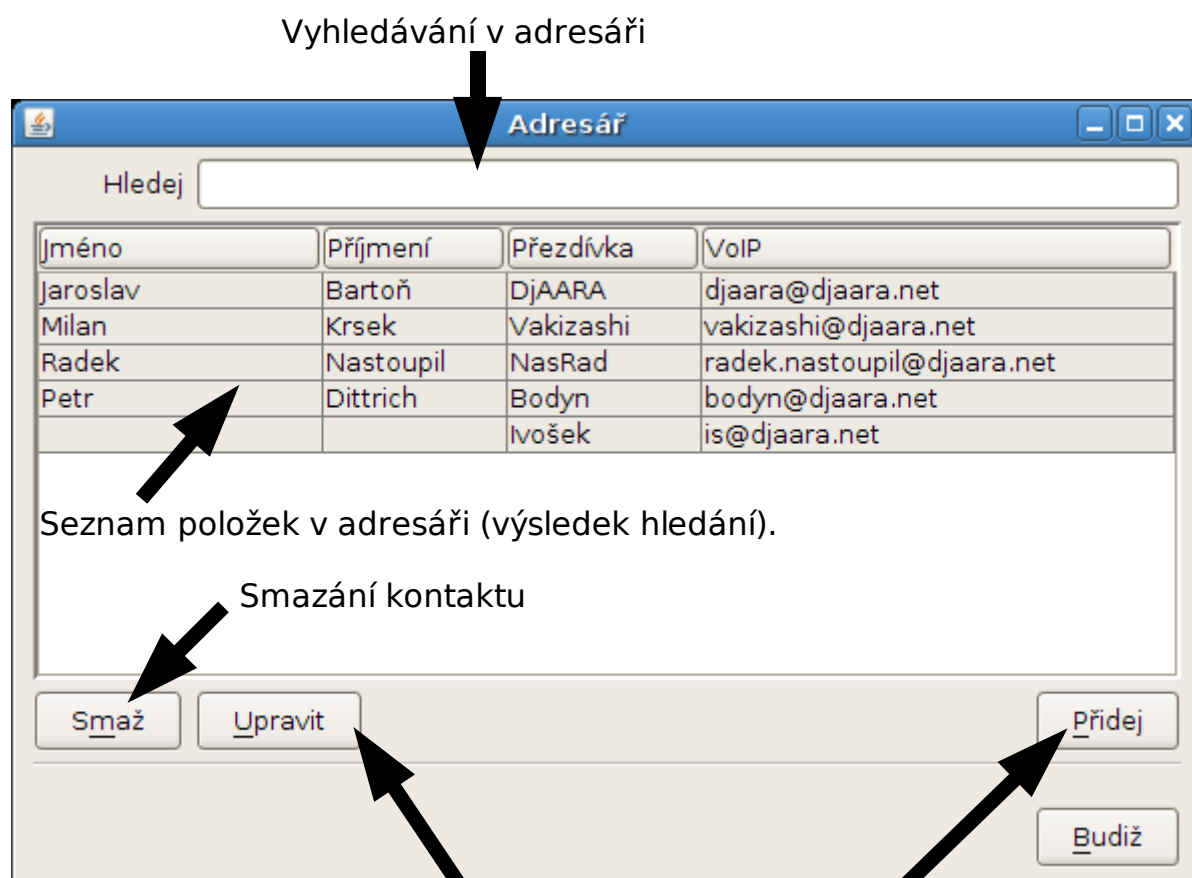 Vyhledávání v adresáři
Adresář
Hledej
Jméno Příjmení Přezdívka VoIP
Jaroslav Bartoň DjAARA djaara@djaara.net
Milan Krsek Vakizashi vakizashi@djaara.net
Radek Nastoupil NasRad radek.nastoupil@djaara.net
Petr Dittrich Bodyn bodyn@djaara.net
Ivošek is@djaara.net
Seznam položek v adresáři (výsledek hledání).
Smazání kontaktu
Smaž Upravit Přidej
Budiž